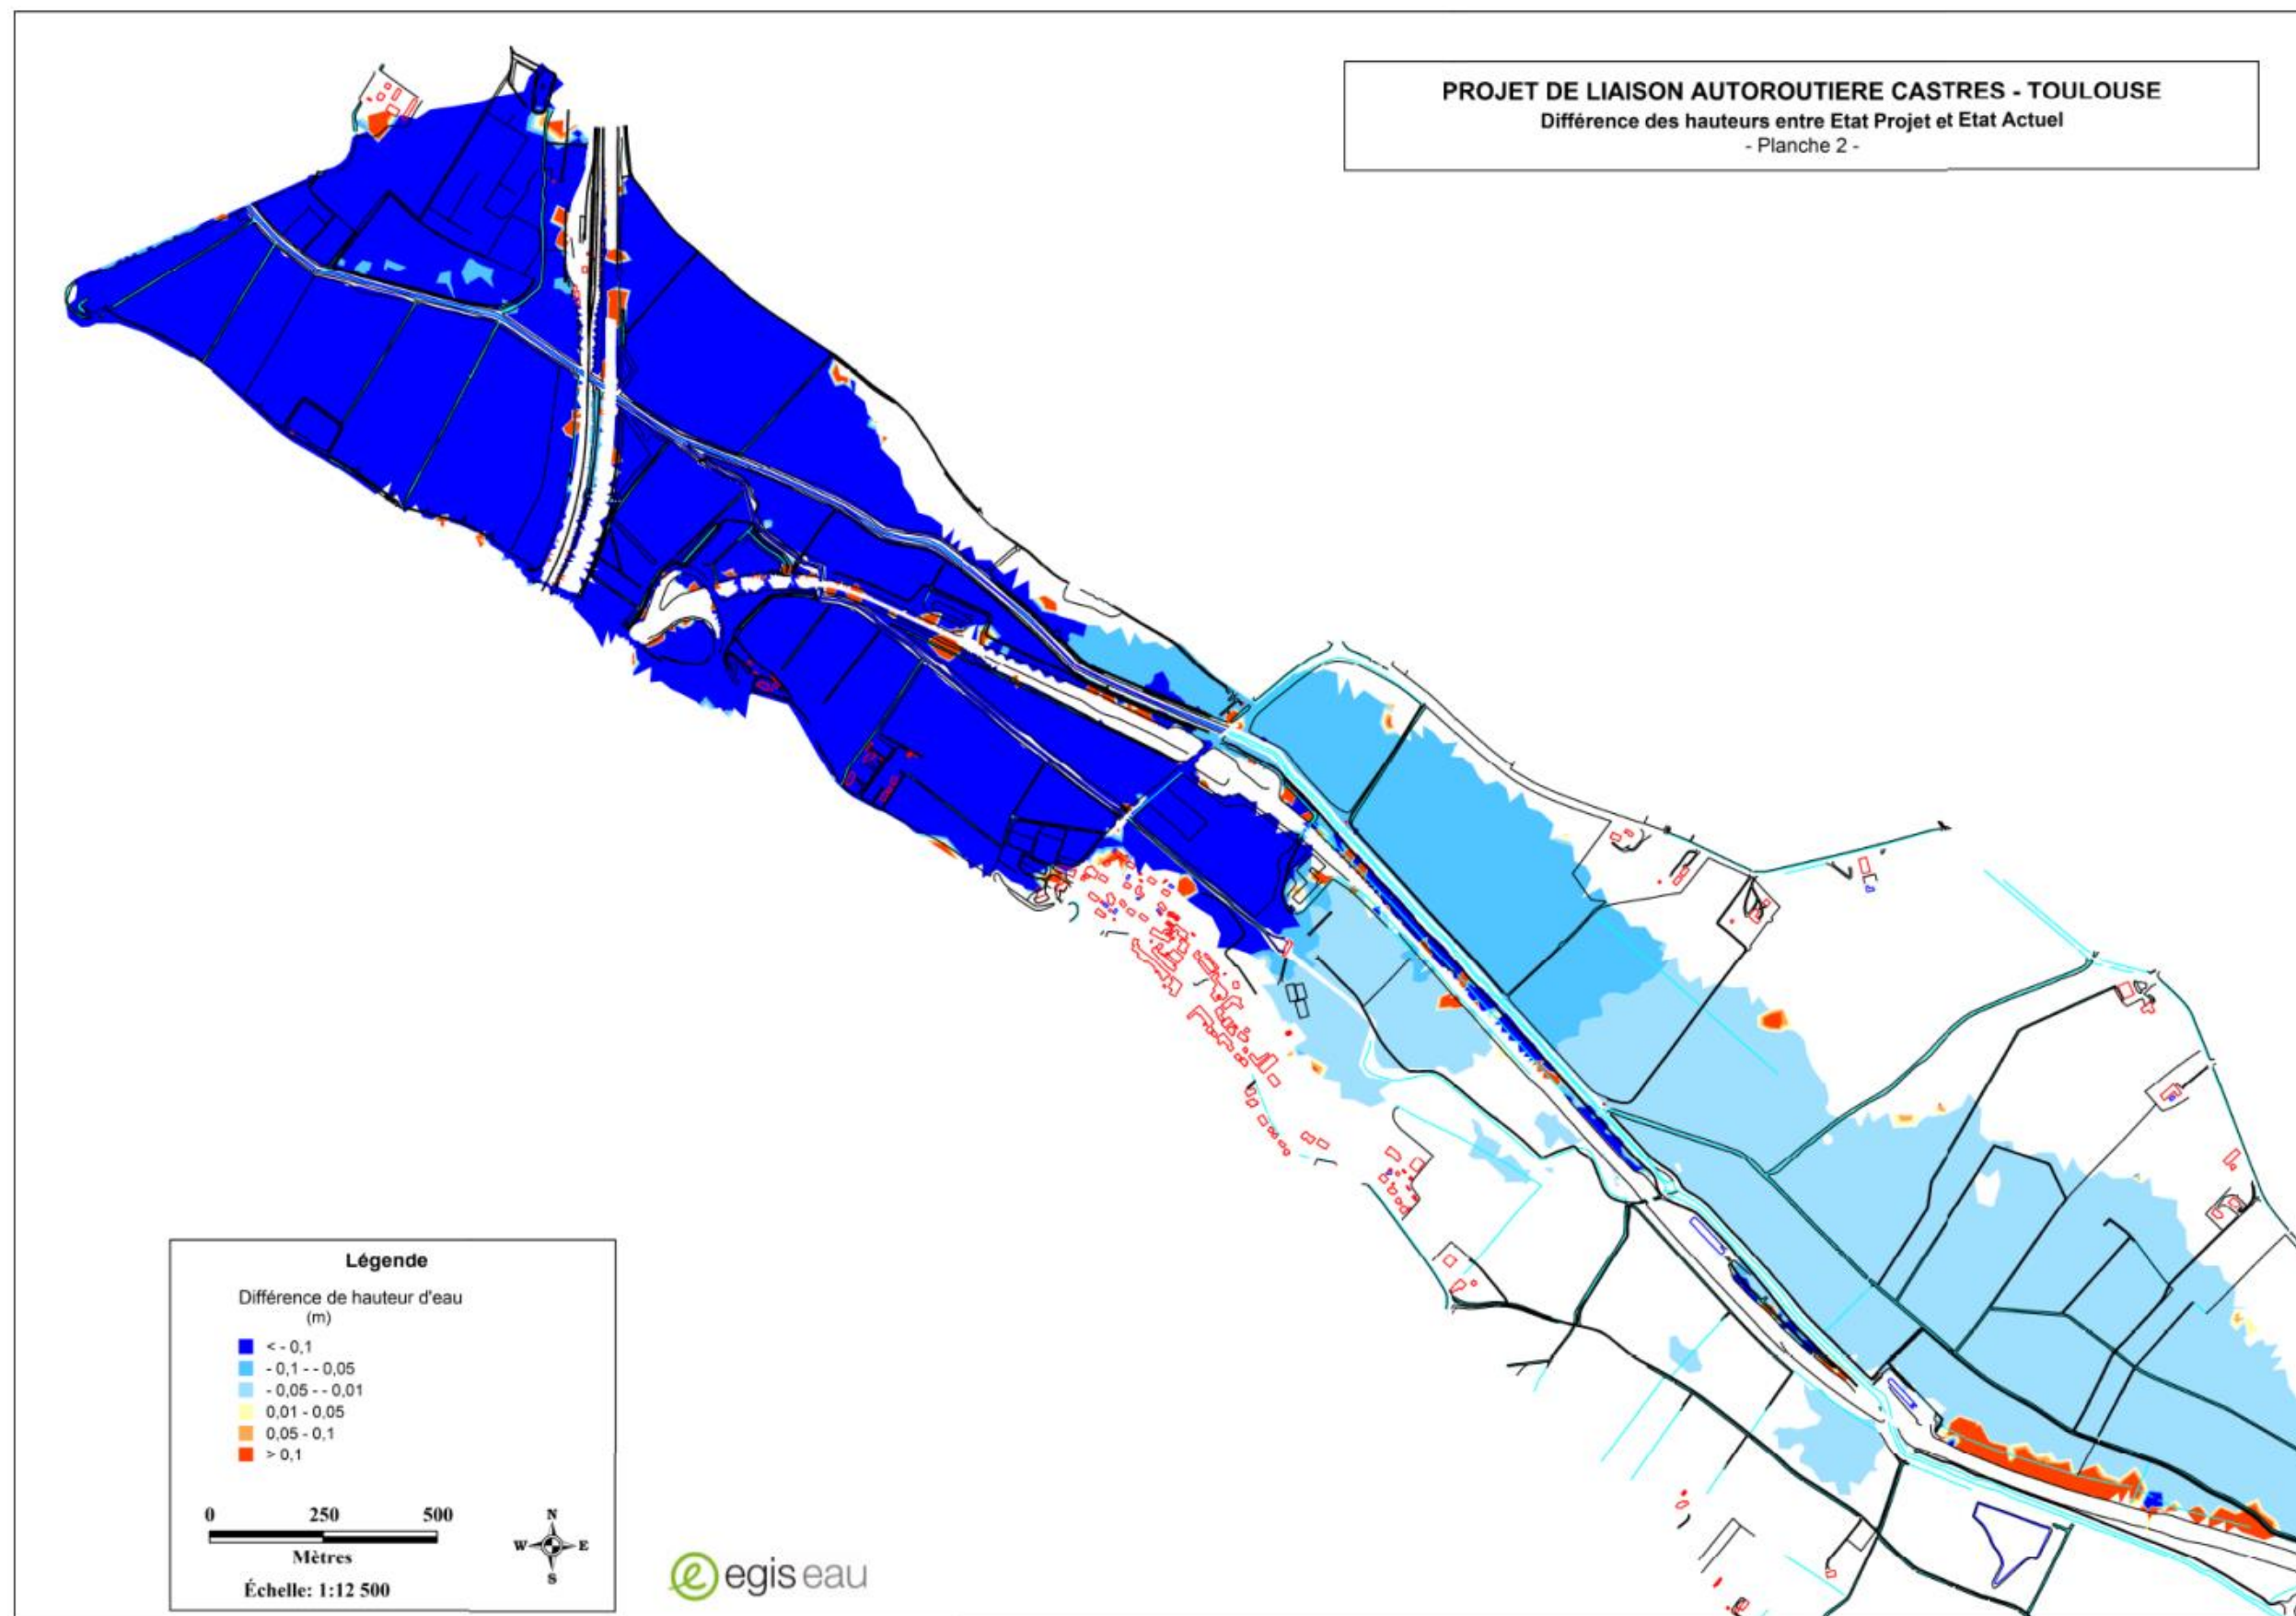 PROJET DE LIAISON AUTOROUTIERE CASTRES - TOULOUSE
Différence des hauteurs entre Etat Projet et Etat Actuel
- Planche 2 -
Légende
Différence de hauteur d'eau
(m)
< - 0,1
- 0,1 - - 0,05
- 0,05 - - 0,01
0,01 - 0,05
0,05 - 0,1
> 0,1
0 250 500
Mètres
Échelle: 1:12 500
N
W E
S
e egis eau